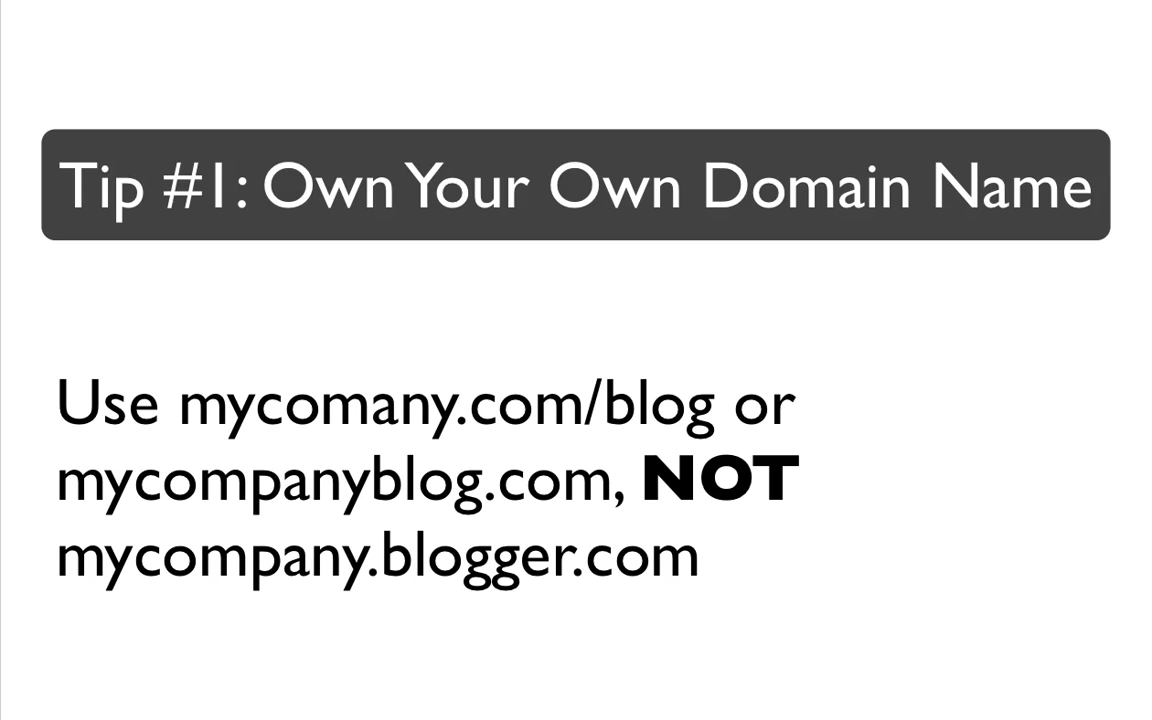 Tip #1: Own Your Own Domain Name
Use mycomany.com/blog or
mycompanyblog.com, NOT
mycompany.blogger.com